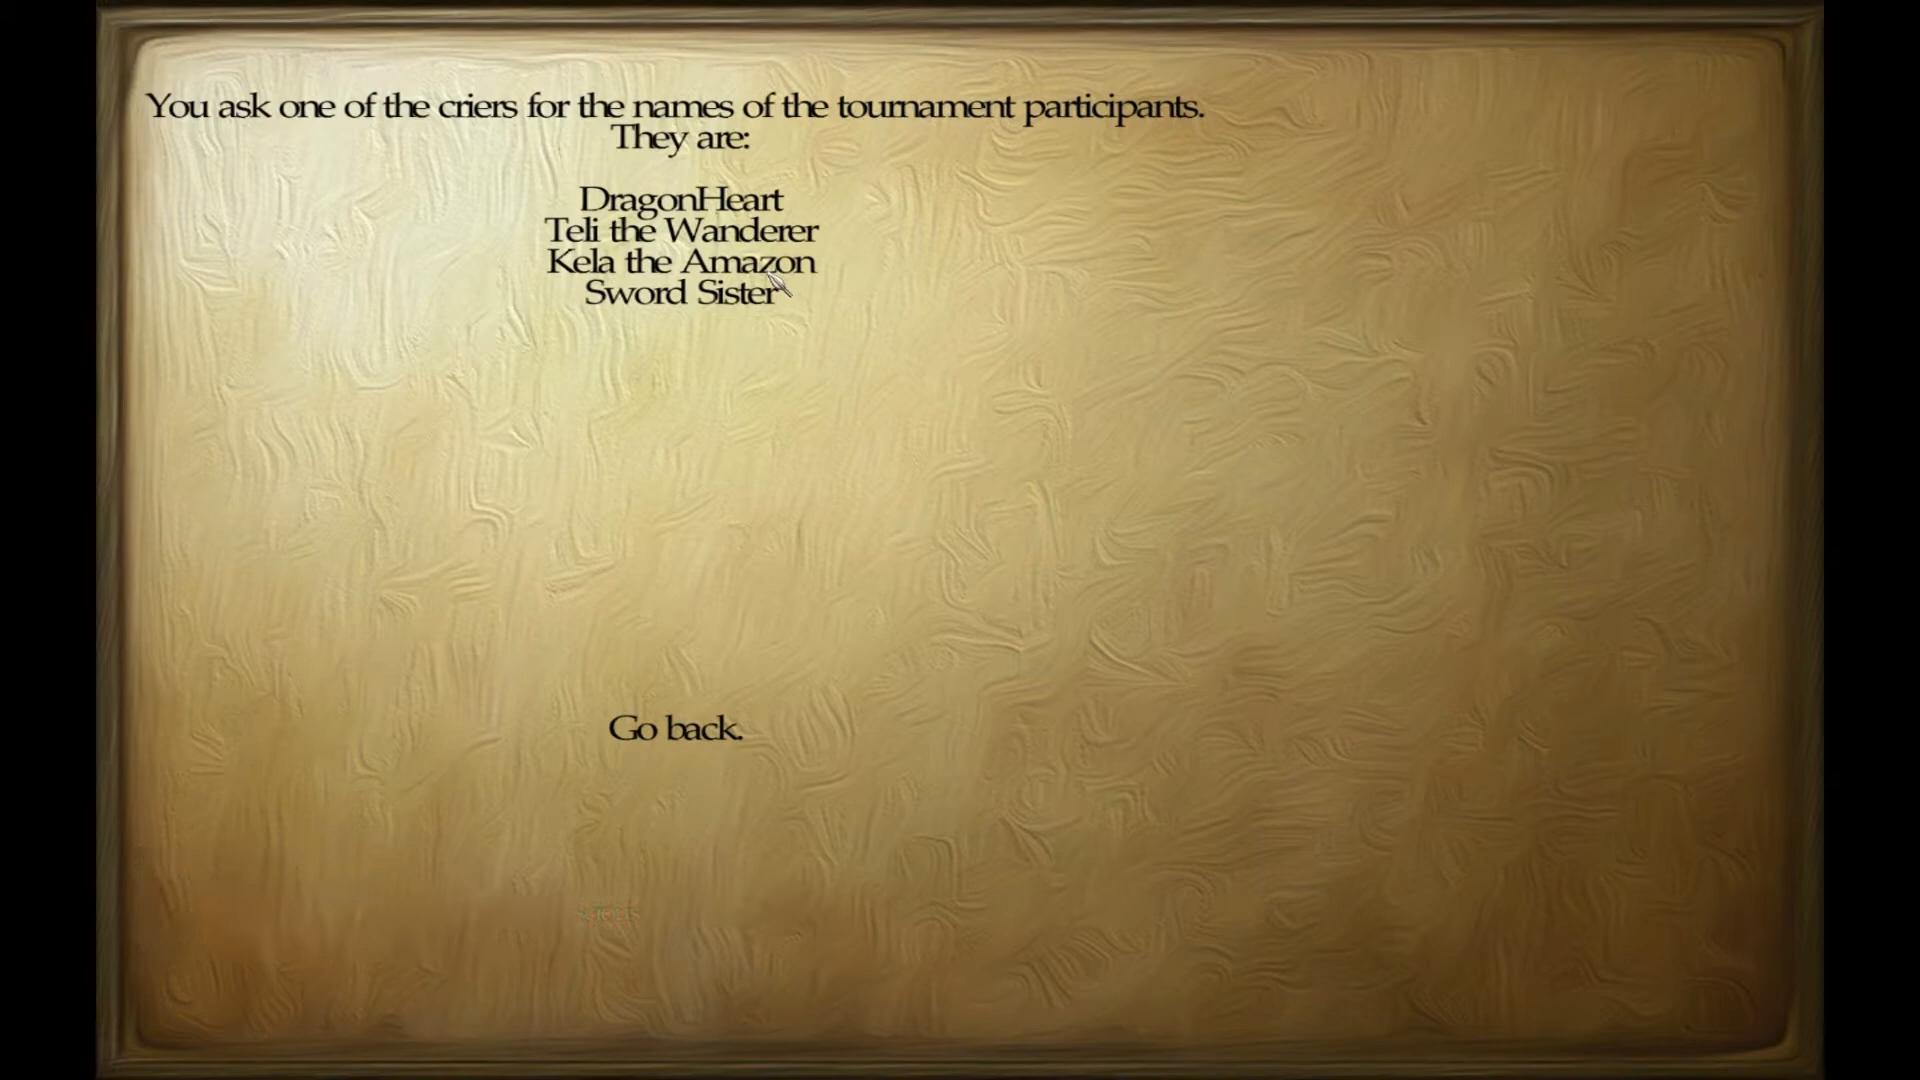 You ask one of the criers for the names of the tournament participants.
They are:
DragonHeart
Teli the Wanderer
Kela the Amazon
Sword Sister
Go back.